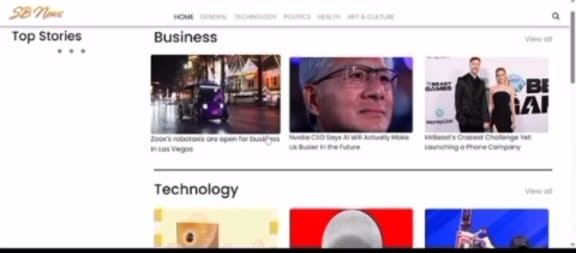 SB News
HOME GENERAL TECHNOLOGY POLITICS HEALTH ART & CULTURE
Top Stories
Business
View all
BEAST
GAMES
MoneyLion
Zoox's robotaxis are open for business
in Las Vegas
Nvidia CEO Says AI Will Actually Make
Us Busier in the Future
MrBeast's Craziest Challenge Yet:
Launching a Phone Company
Technology
View all